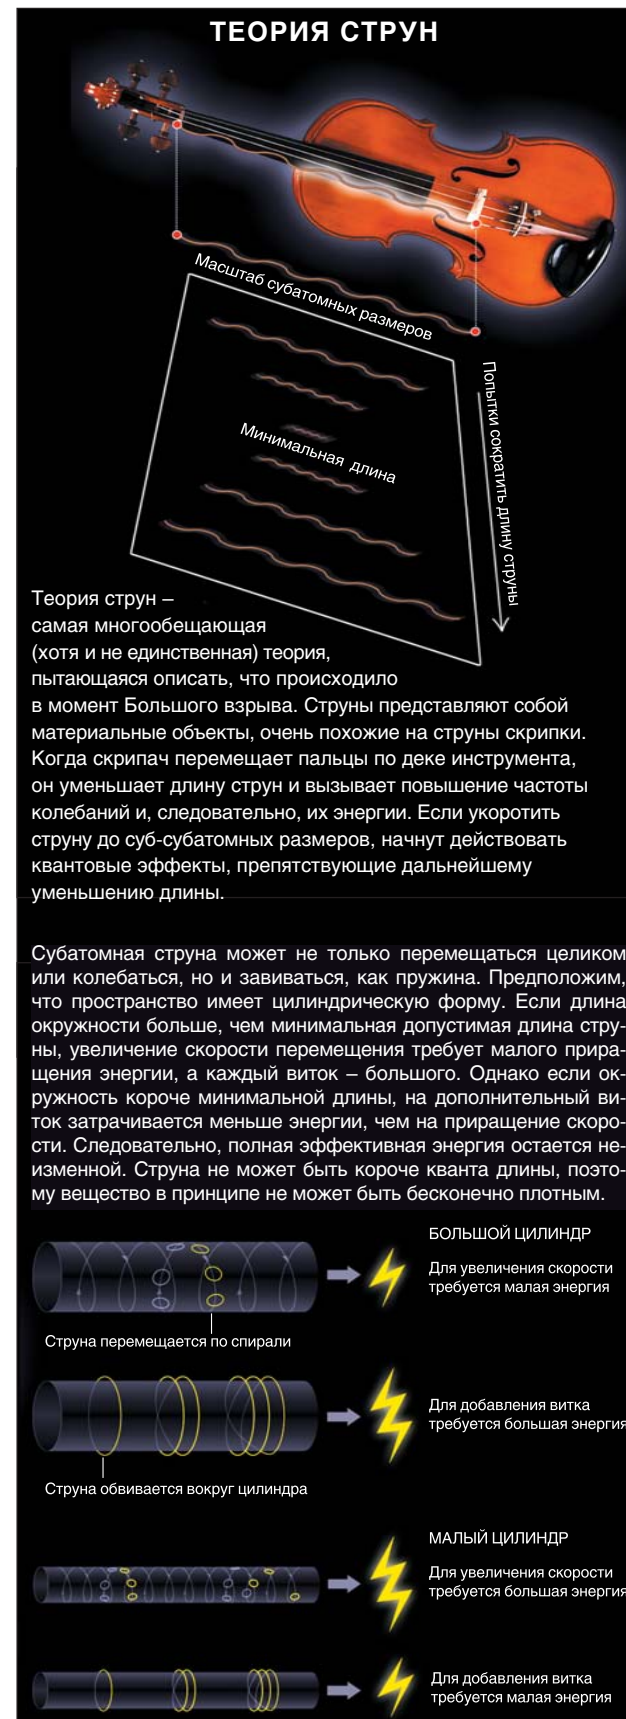 ТЕОРИЯ СТРУН
Масштаб субатомных размеров
Попытки сократить длину струны
Минимальная длина
Теория струн –
самая многообещающая
(хотя и не единственная) теория,
пытающаяся описать, что происходило
в момент Большого взрыва. Струны представляют собой
материальные объекты, очень похожие на струны скрипки.
Когда скрипач перемещает пальцы по деке инструмента,
он уменьшает длину струн и вызывает повышение частоты
колебаний и, следовательно, их энергии. Если укоротить
струну до суб-субатомных размеров, начнут действовать
квантовые эффекты, препятствующие дальнейшему
уменьшению длины.
Субатомная струна может не только перемещаться целиком
или колебаться, но и завиваться, как пружина. Предположим,
что пространство имеет цилиндрическую форму. Если длина
окружности больше, чем минимальная допустимая длина стру-
ны, увеличение скорости перемещения требует малого прира-
щения энергии, а каждый виток – большого. Однако если ок-
ружность короче минимальной длины, на дополнительный ви-
ток затрачивается меньше энергии, чем на приращение скоро-
сти. Следовательно, полная эффективная энергия остается не-
изменной. Струна не может быть короче кванта длины, поэто-
му вещество в принципе не может быть бесконечно плотным.
БОЛЬШОЙ ЦИЛИНДР
Для увеличения скорости
требуется малая энергия
Струна перемещается по спирали
Для добавления витка
требуется большая энергия
Струна обвивается вокруг цилиндра
МАЛЫЙ ЦИЛИНДР
Для увеличения скорости
требуется большая энергия
Для добавления витка
требуется малая энергия